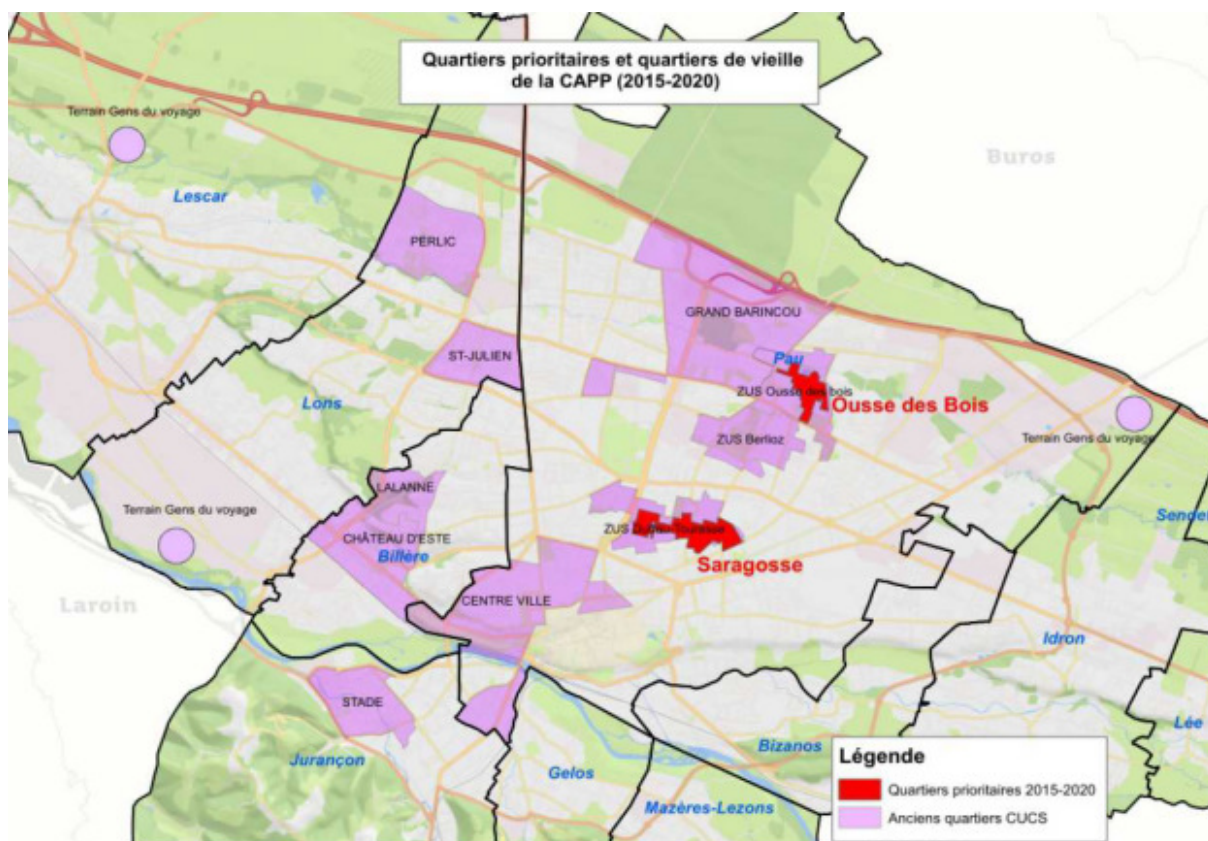 Quartiers prioritaires et quartiers de vieille
de la CAPP (2015-2020)
Terrain Gens du voyage
Buros
Lescar
PERLIC
GRAND BARINCOU
ST-JULIEN
Pau
ZUS Ousse des bois
Ousse des Bois
Lons
ZUS Berlioz
Terrain Gens du voyage
LALANNE
Terrain Gens du voyage
ZUS
CHÂTEAU D'ESTE
Billère
Saragosse
Laroin
CENTRE VILLE
Idron
STADE
Lée
Jurançon
Gelos
Bizanos
Mazères-Lezons
Légende
Quartiers prioritaires 2015-2020
Anciens quartiers CUCS